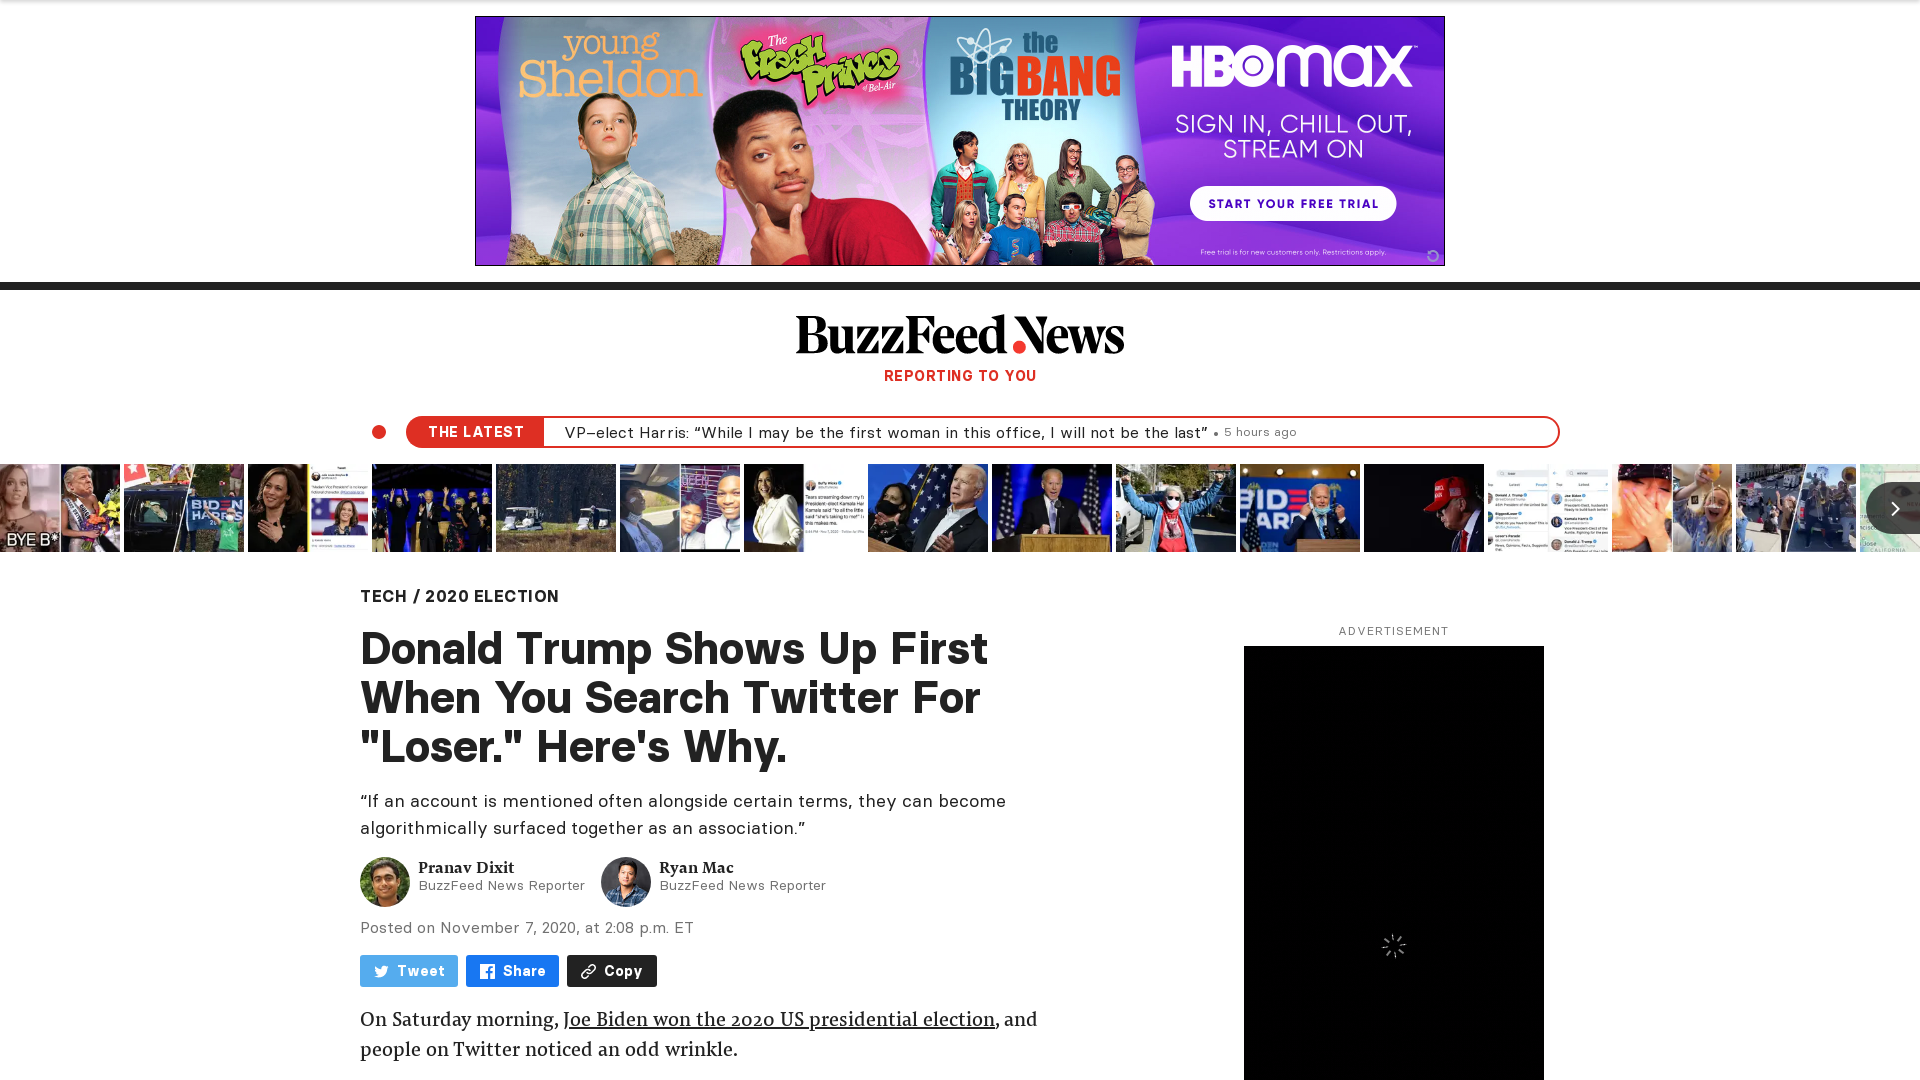 young
Sheldon
The
Fresh Prince
of Bel-Air
the
BIG BANG
THEORY
HBOMAX
SIGN IN, CHILL OUT,
STREAM ON
START YOUR FREE TRIAL
Free trial is for new customers only. Restrictions apply.
BuzzFeed News
REPORTING TO YOU
THE LATEST
VP–elect Harris: “While I may be the first woman in this office, I will not be the last” • 5 hours ago
BYE B*
BIDEN
HARRIS
BIDE
TECH / 2020 ELECTION
Donald Trump Shows Up First
When You Search Twitter For
"Loser." Here's Why.
“If an account is mentioned often alongside certain terms, they can become
algorithmically surfaced together as an association.”
Pranav Dixit
BuzzFeed News Reporter
Ryan Mac
BuzzFeed News Reporter
Posted on November 7, 2020, at 2:08 p.m. ET
Tweet
Share
Copy
On Saturday morning, Joe Biden won the 2020 US presidential election, and
people on Twitter noticed an odd wrinkle.
ADVERTISEMENT